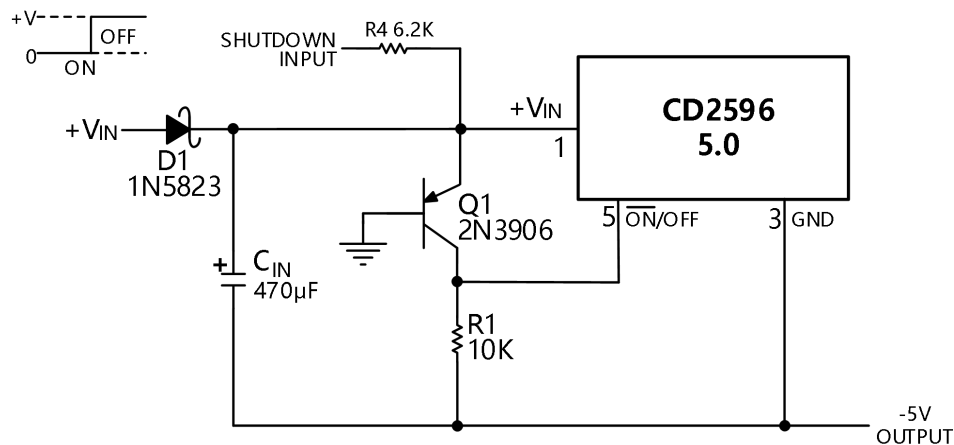 +V
0
OFF
ON
SHUTDOWN
INPUT
R4 6.2K
+VIN
D1
1N5823
+VIN
1
CD2596
5.0
5
ON/OFF
3
GND
Q1
2N3906
CIN
470µF
+
R1
10K
-5V
OUTPUT